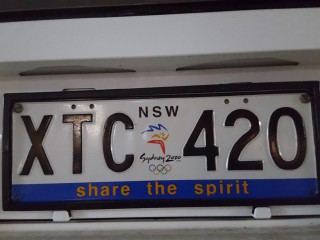 NSW
XTC 420
Sydney 2000
share the spirit